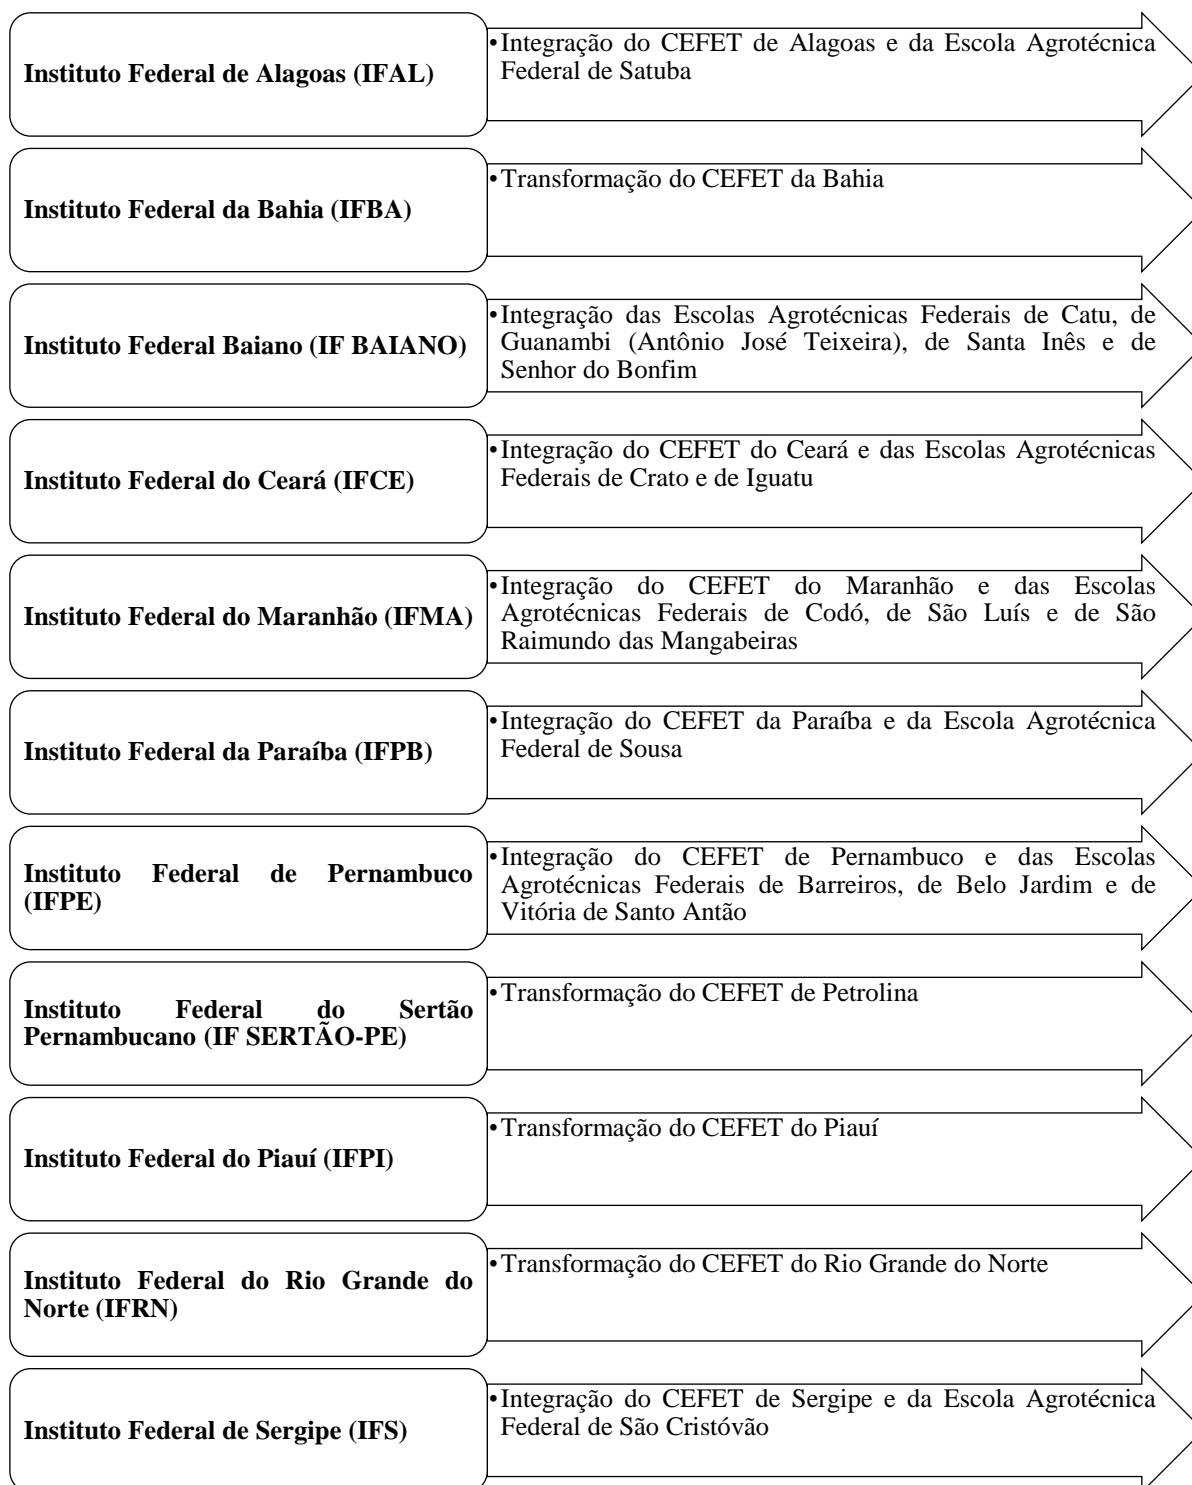 Instituto Federal de Alagoas (IFAL)
•Integração do CEFET de Alagoas e da Escola Agrotécnica
Federal de Satuba
Instituto Federal da Bahia (IFBA)
•Transformação do CEFET da Bahia
Instituto Federal Baiano (IF BAIANO)
•Integração das Escolas Agrotécnicas Federais de Catu, de
Guanambi (Antônio José Teixeira), de Santa Inês e de
Senhor do Bonfim
Instituto Federal do Ceará (IFCE)
•Integração do CEFET do Ceará e das Escolas Agrotécnicas
Federais de Crato e de Iguatu
Instituto Federal do Maranhão (IFMA)
•Integração do CEFET do Maranhão e das Escolas
Agrotécnicas Federais de Codó, de São Luís e de São
Raimundo das Mangabeiras
Instituto Federal da Paraíba (IFPB)
•Integração do CEFET da Paraíba e da Escola Agrotécnica
Federal de Sousa
Instituto Federal de Pernambuco
(IFPE)
•Integração do CEFET de Pernambuco e das Escolas
Agrotécnicas Federais de Barreiros, de Belo Jardim e de
Vitória de Santo Antão
Instituto Federal do Sertão
Pernambucano (IF SERTÃO-PE)
•Transformação do CEFET de Petrolina
Instituto Federal do Piauí (IFPI)
•Transformação do CEFET do Piauí
Instituto Federal do Rio Grande do
Norte (IFRN)
•Transformação do CEFET do Rio Grande do Norte
Instituto Federal de Sergipe (IFS)
•Integração do CEFET de Sergipe e da Escola Agrotécnica
Federal de São Cristóvão